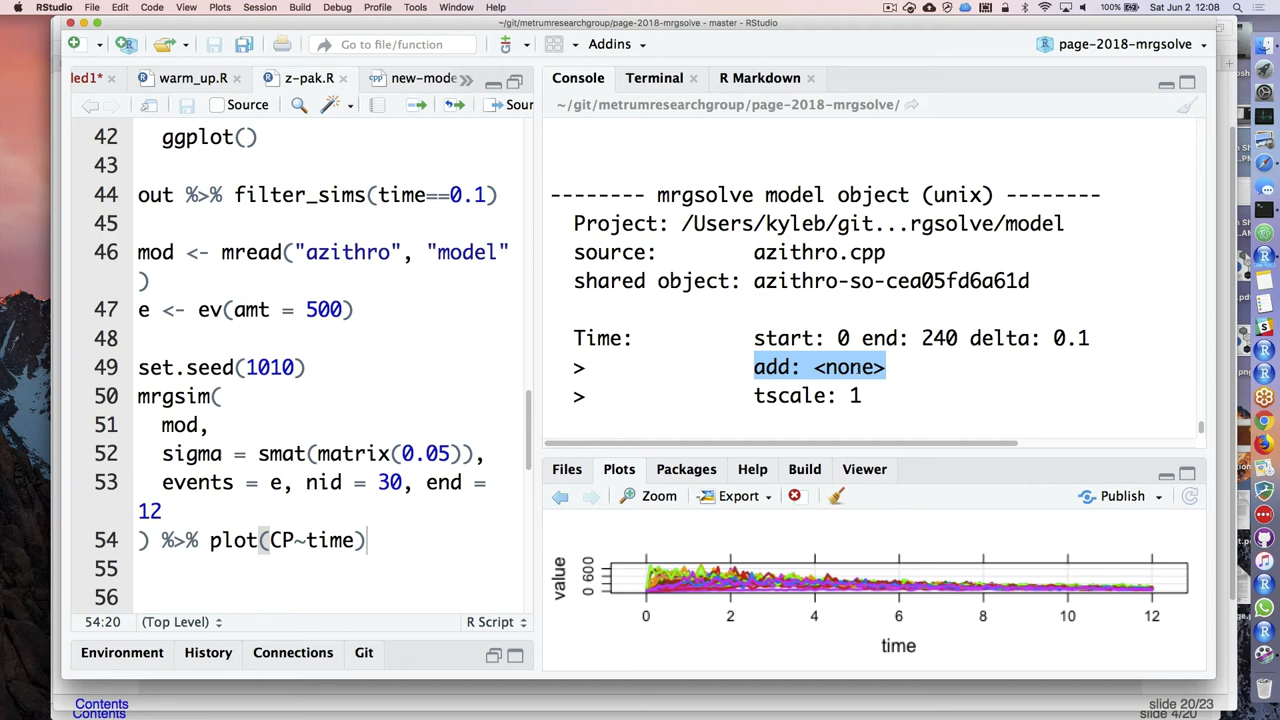 RStudio File Edit Code View Plots Session Build Debug Profile Tools Window Help 100% Sat Jun 2 12:08
~/git/metrumresearchgroup/page-2018-mrgsolve - master - RStudio
Go to file/function Addins page-2018-mrgsolve
led1* warm_up.R z-pak.R new-mode
Source Sour
42 ggplot()
43
44 out %>% filter_sims(time==0.1)
45
46 mod <- mread("azithro", "model"
)
47 e <- ev(amt = 500)
48
49 set.seed(1010)
50 mrgsim(
51 mod,
52 sigma = smat(matrix(0.05)),
53 events = e, nid = 30, end =
12
54 ) %>% plot(CP~time)
55
56
54:20 (Top Level) R Script
Environment History Connections Git
Console Terminal R Markdown
~/git/metrumresearchgroup/page-2018-mrgsolve/
-------- mrgsolve model object (unix) --------
Project: /Users/kyleb/git...rgsolve/model
source: azithro.cpp
shared object: azithro-so-cea05fd6a61d
Time: start: 0 end: 240 delta: 0.1
> add: <none>
> tscale: 1
Files Plots Packages Help Build Viewer
Zoom Export Publish
value
0 600
0 2 4 6 8 10 12
time
Contents
Contents
slide 20/23
slide 4/20